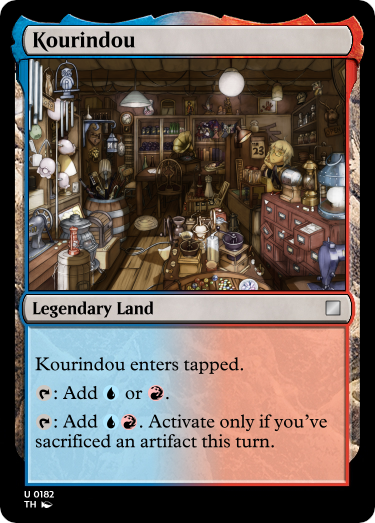 Kourindou
23
Legendary Land
Kourindou enters tapped.
: Add or .
: Add . Activate only if you've
sacrificed an artifact this turn.
U 0182
TH